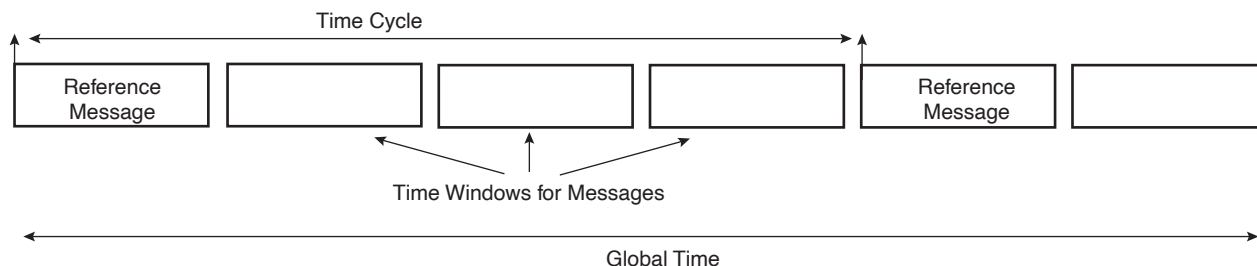 Time Cycle
Reference
Message
Reference
Message
Time Windows for Messages
Global Time